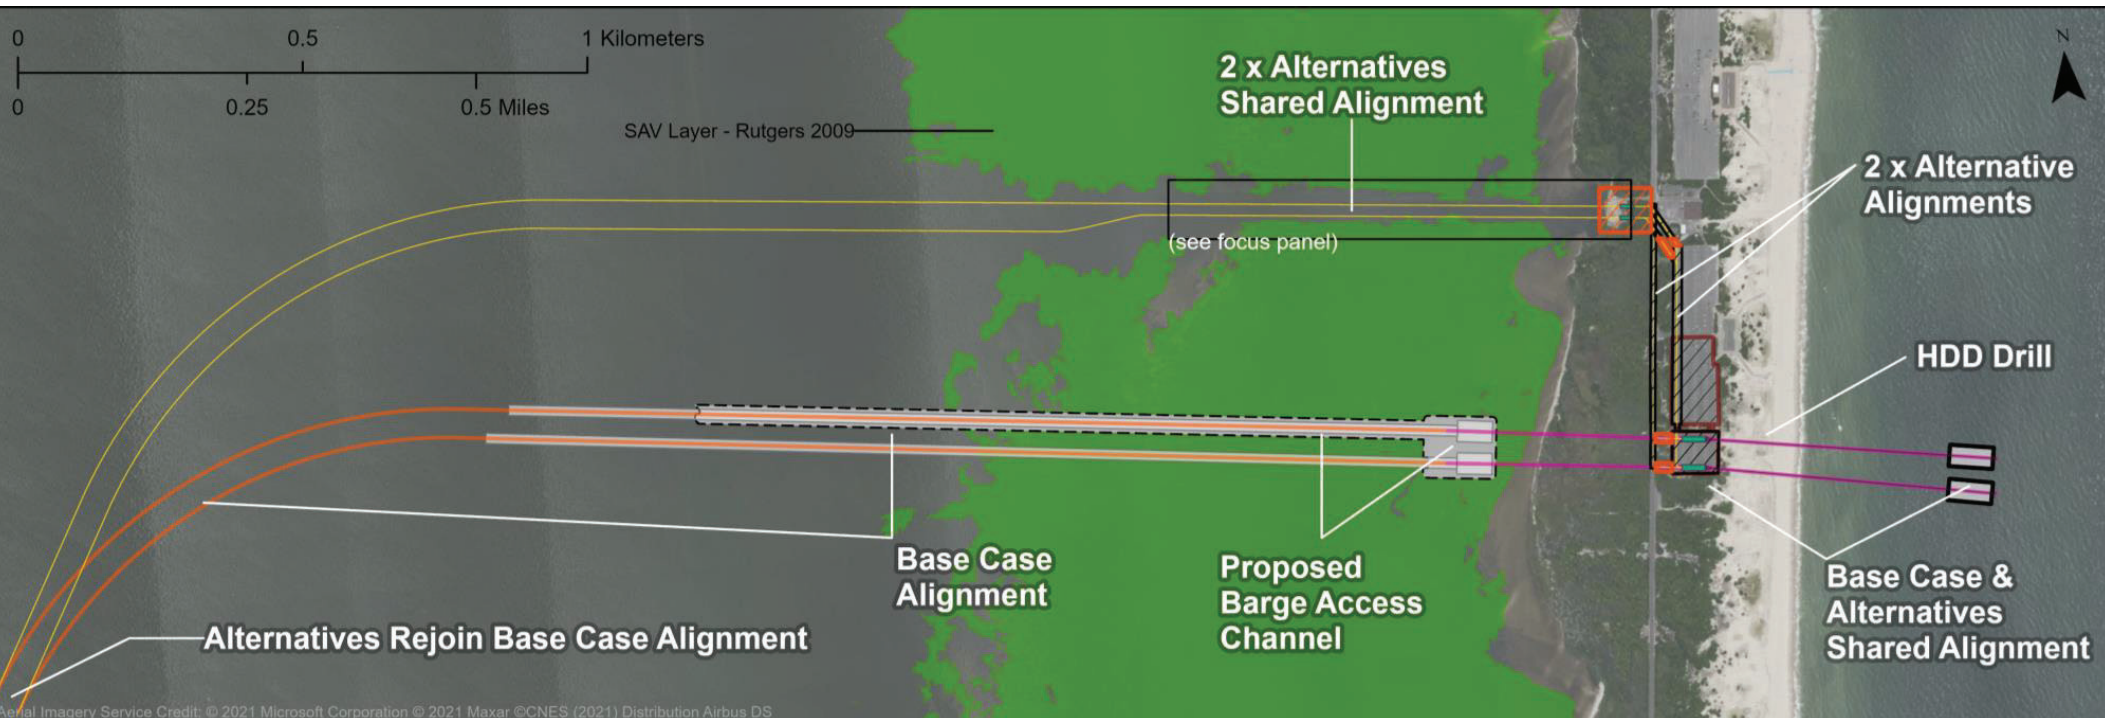 0
0.5
1 Kilometers
0
0.25
0.5 Miles
SAV Layer - Rutgers 2009
2 x Alternatives
Shared Alignment
(see focus panel)
N
2 x Alternative
Alignments
HDD Drill
Base Case
Alignment
Proposed
Barge Access
Channel
Base Case &
Alternatives
Shared Alignment
Alternatives Rejoin Base Case Alignment
Aerial Imagery Service Credit: © 2021 Microsoft Corporation © 2021 Maxar ©CNES (2021) Distribution Airbus DS